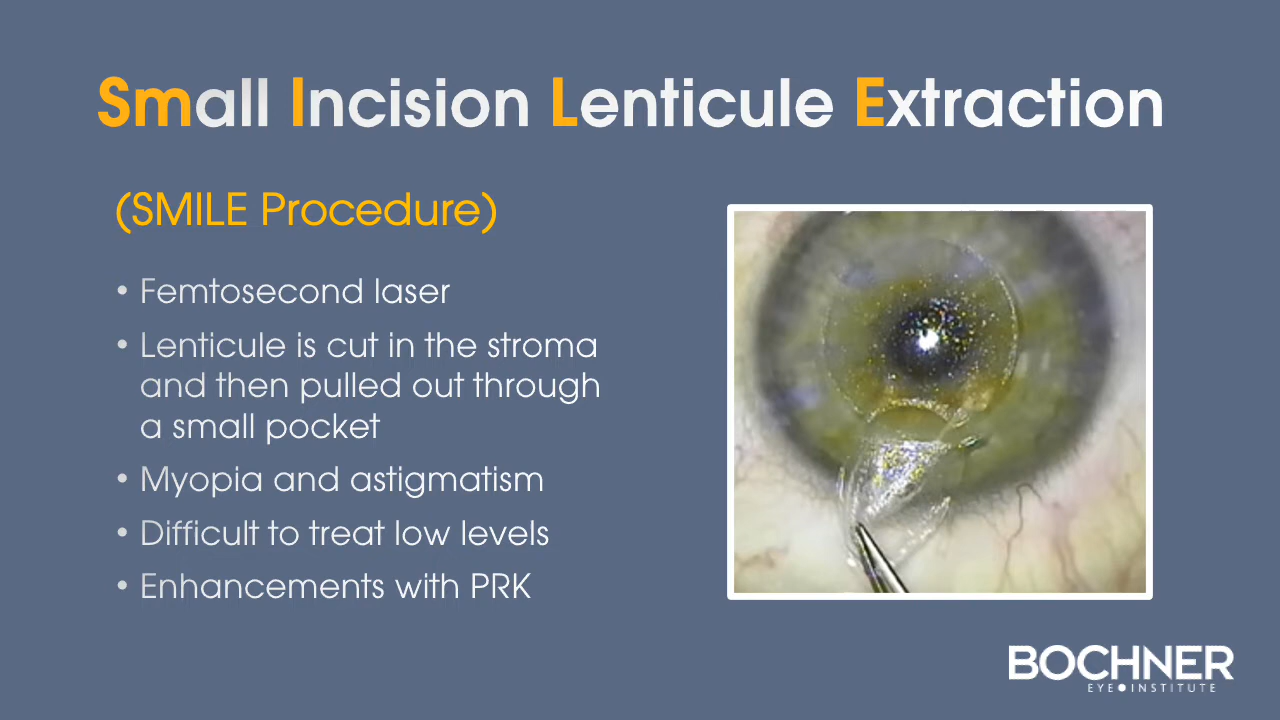 Small Incision Lenticule Extraction
(SMILE Procedure)
• Femtosecond laser
• Lenticule is cut in the stroma
and then pulled out through
a small pocket
• Myopia and astigmatism
• Difficult to treat low levels
• Enhancements with PRK
BOCHNER
EYE●INSTITUTE